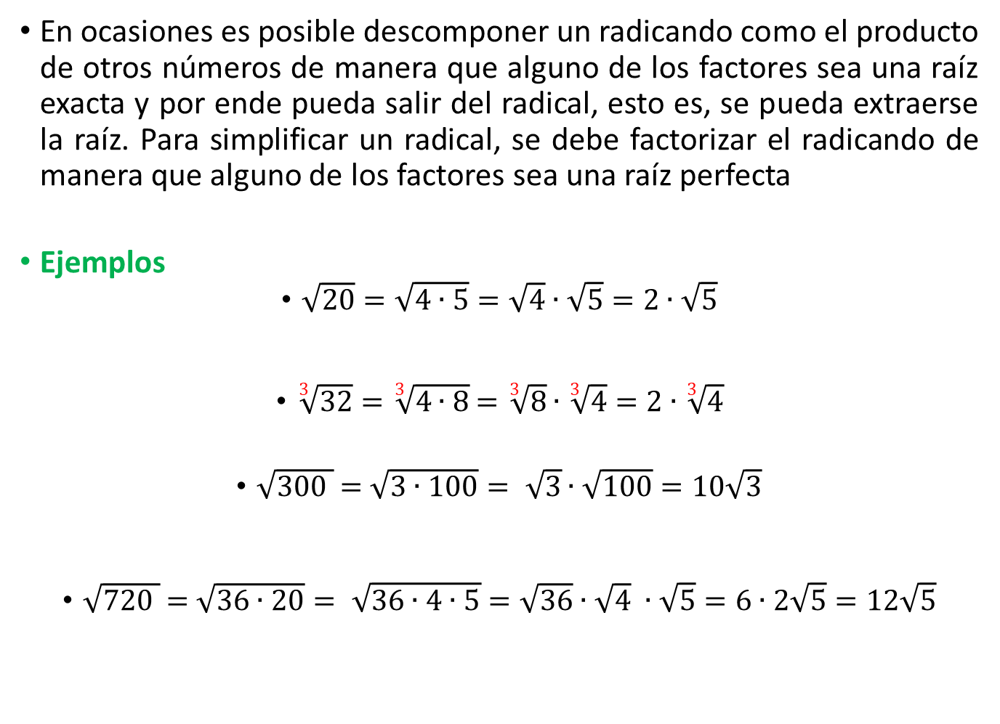 • En ocasiones es posible descomponer un radicando como el producto
de otros números de manera que alguno de los factores sea una raíz
exacta y por ende pueda salir del radical, esto es, se pueda extraerse
la raíz. Para simplificar un radical, se debe factorizar el radicando de
manera que alguno de los factores sea una raíz perfecta
• Ejemplos
• √20 = √(4 · 5) = √4 · √5 = 2 · √5
• ∛32 = ∛(4 · 8) = ∛8 · ∛4 = 2 · ∛4
• √300 = √(3 · 100) = √3 · √100 = 10√3
• √720 = √(36 · 20) = √(36 · 4 · 5) = √36 · √4 · √5 = 6 · 2√5 = 12√5